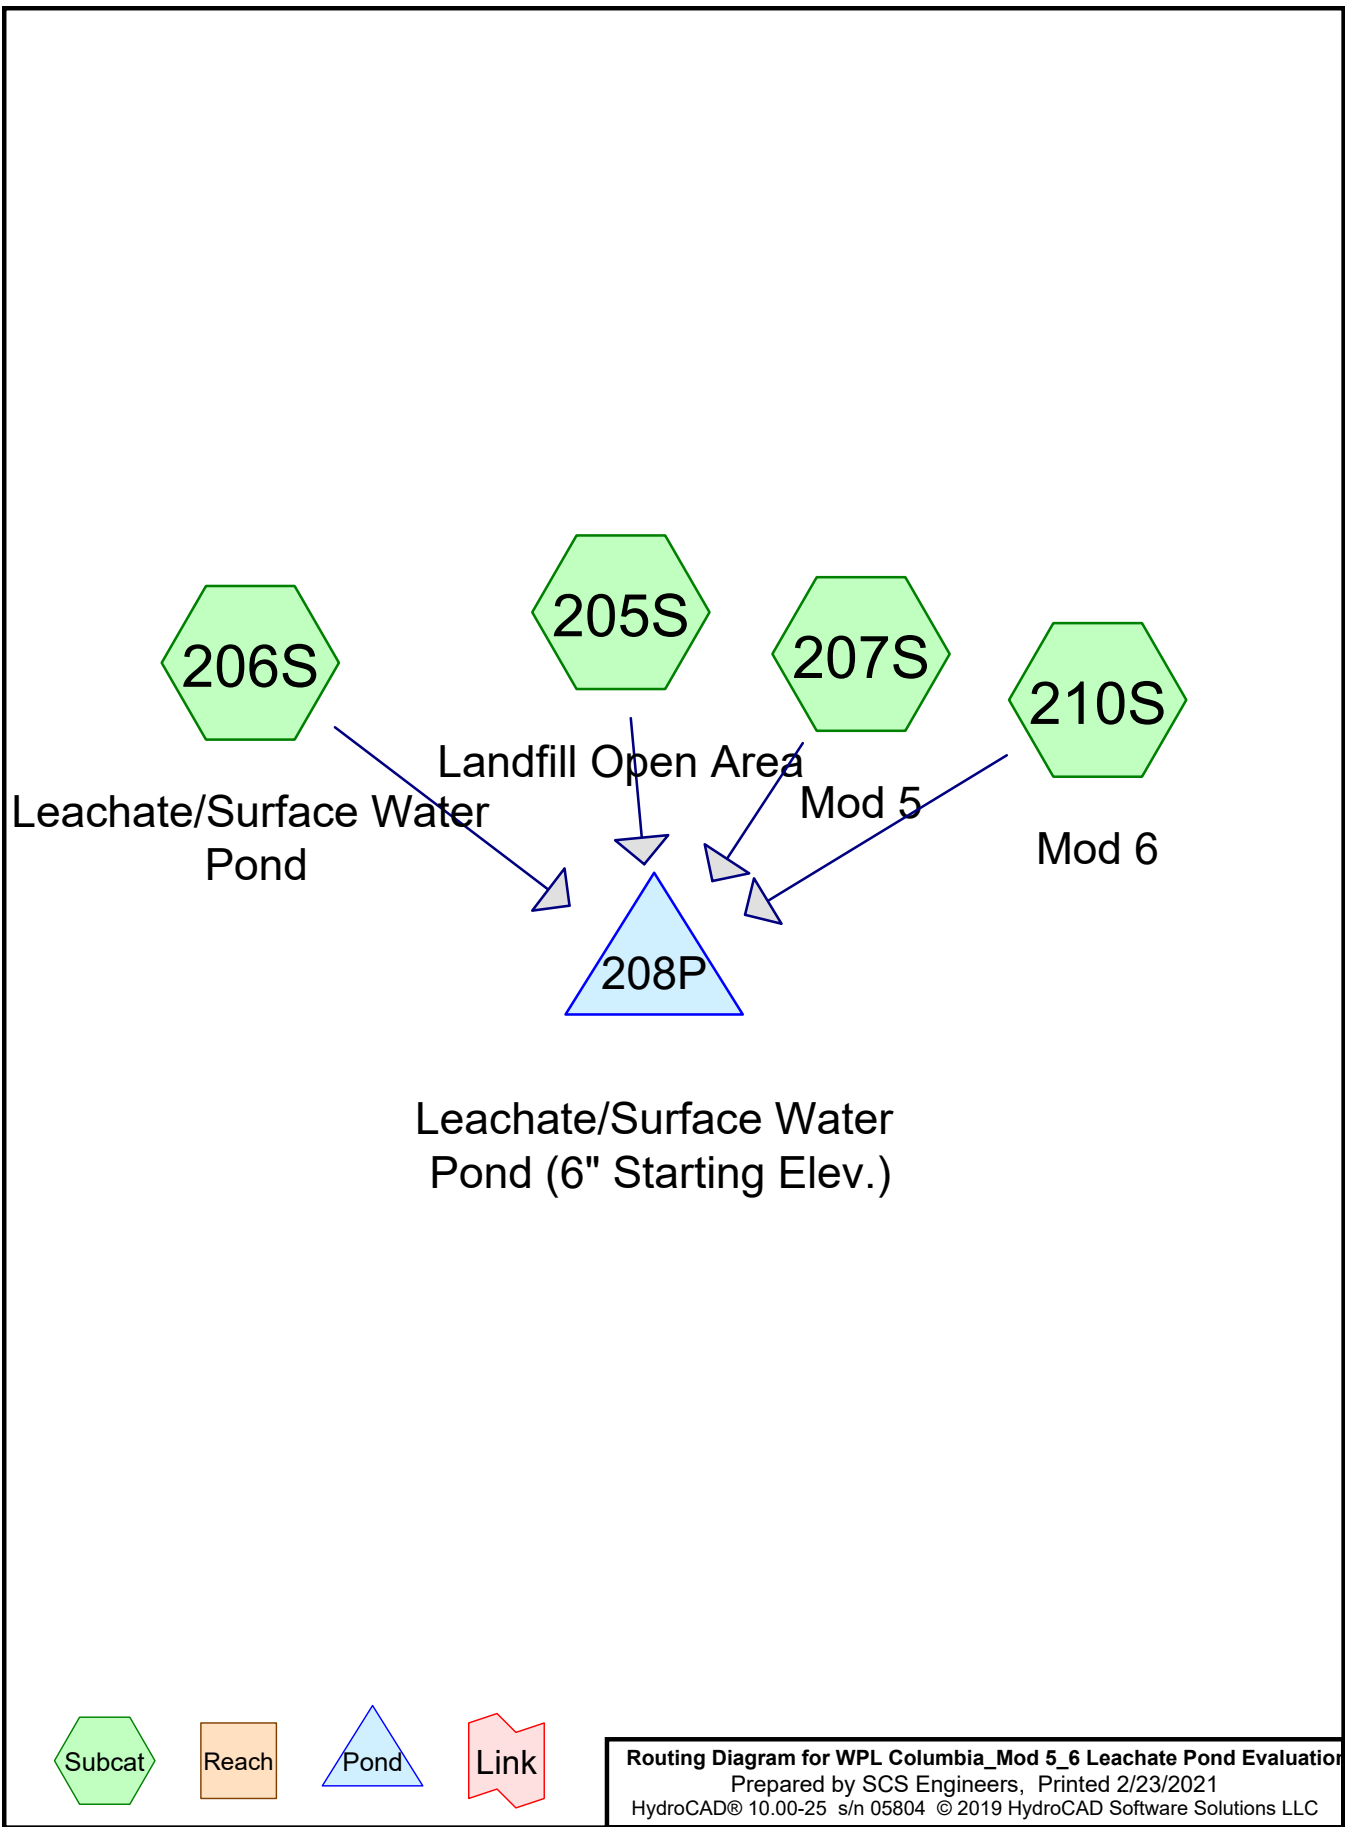 205S
206S
207S
210S
Landfill Open Area
Leachate/Surface Water
Pond
Mod 5
Mod 6
208P
Leachate/Surface Water
Pond (6" Starting Elev.)
Subcat
Reach
Pond
Link
Routing Diagram for WPL Columbia_Mod 5_6 Leachate Pond Evaluation
Prepared by SCS Engineers, Printed 2/23/2021
HydroCAD® 10.00-25 s/n 05804 © 2019 HydroCAD Software Solutions LLC